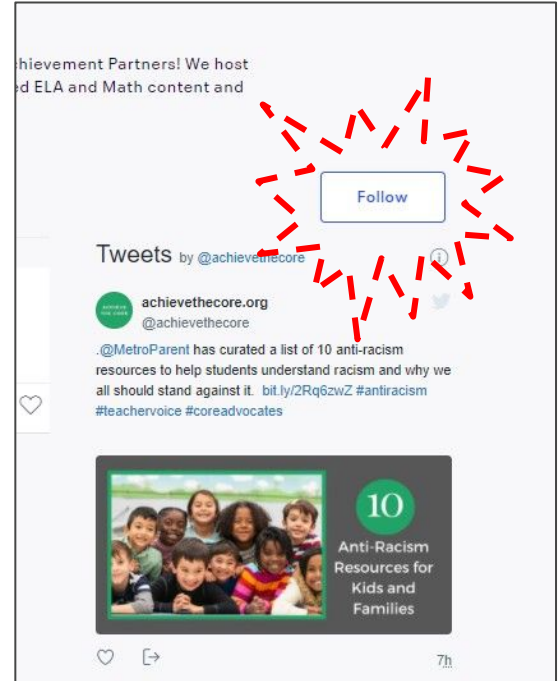 hievement Partners! We host
ed ELA and Math content and
Follow
Tweets by @achievethecore
achievethecore.org
@achievethecore
.@MetroParent has curated a list of 10 anti-racism
resources to help students understand racism and why we
all should stand against it. bit.ly/2Rq6zwZ #antiracism
#teachervoice #coreadvocates
10
Anti-Racism
Resources for
Kids and
Families
7h